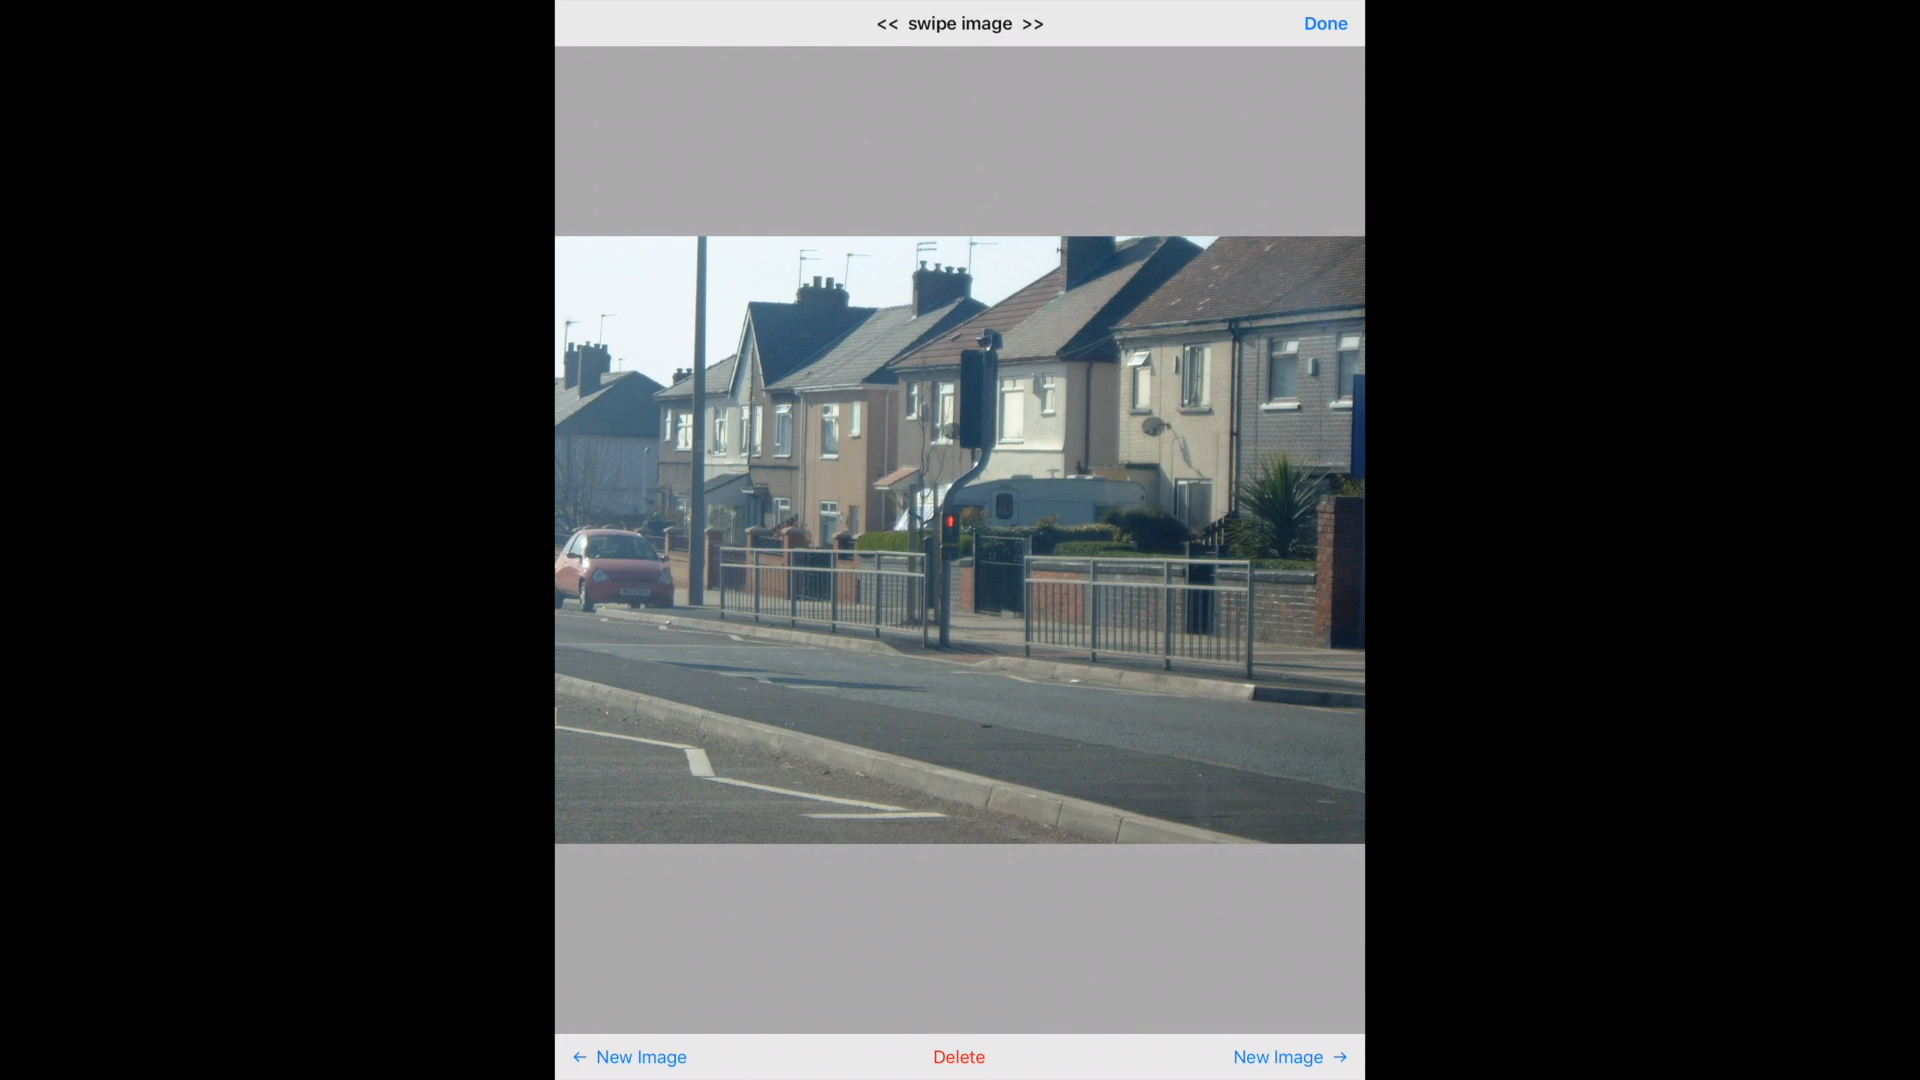 << swipe image >>
Done
← New Image
Delete
New Image →